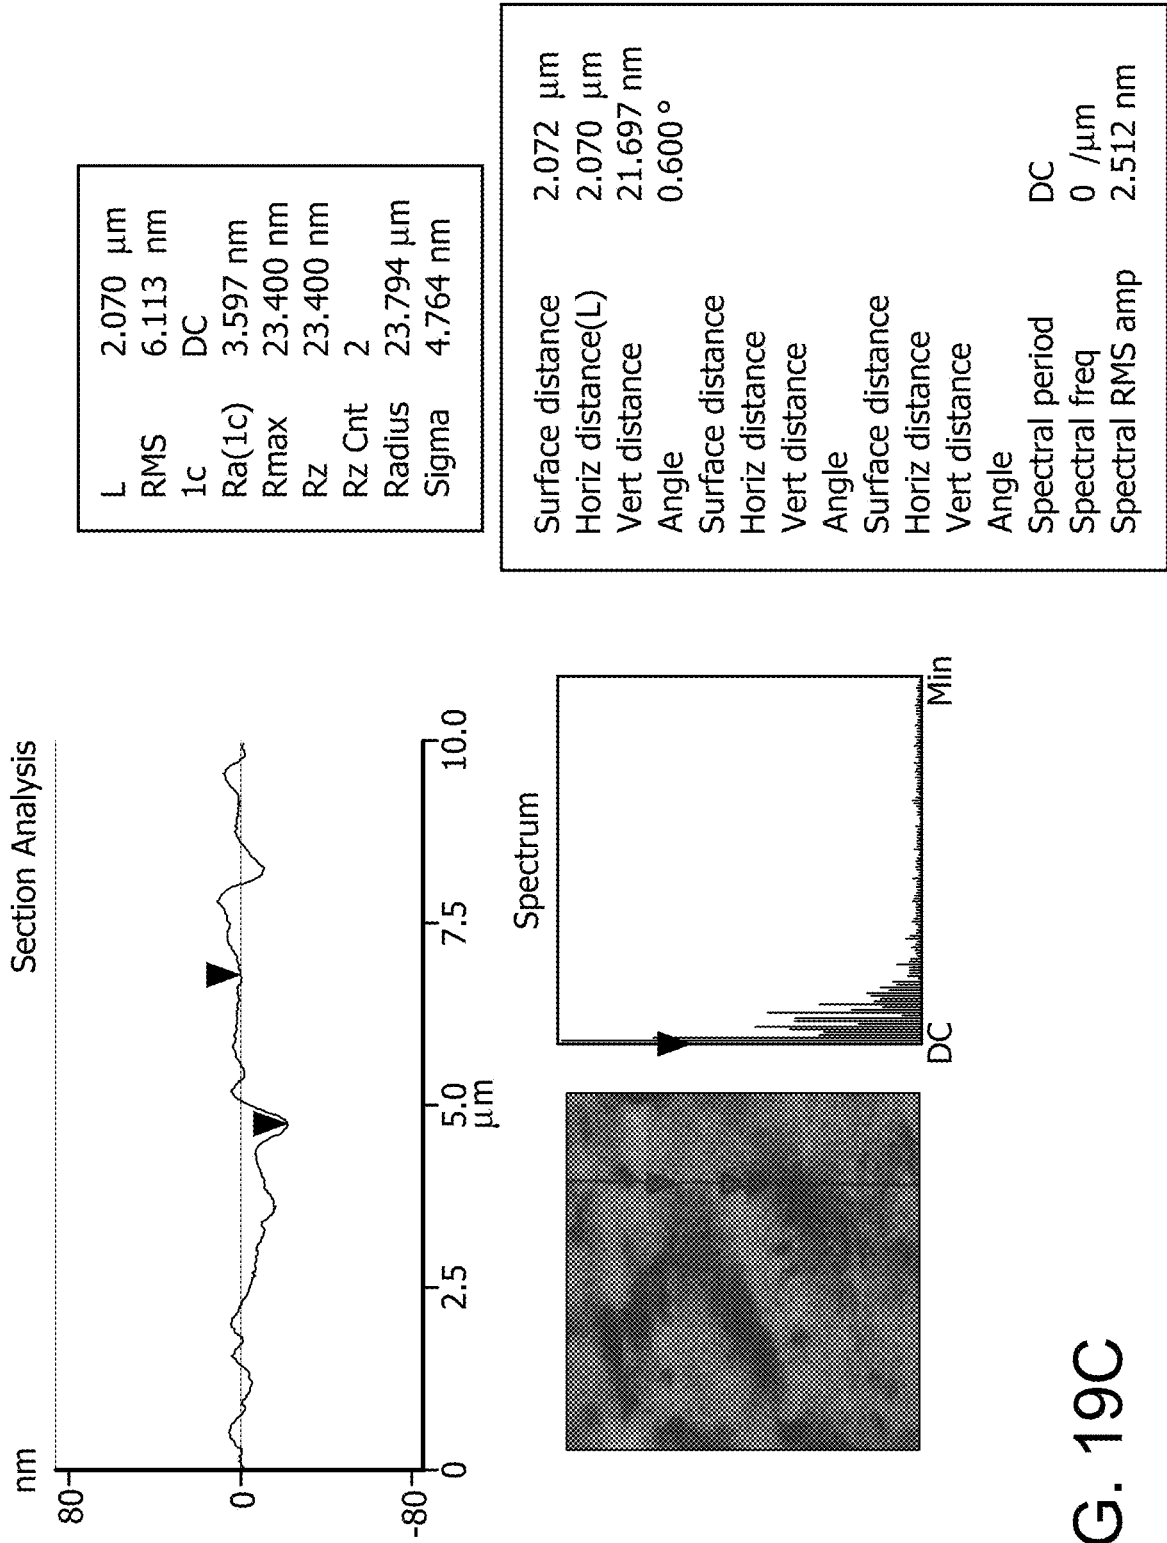 Section Analysis
nm
80
0
-80
0
2.5
5.0
7.5
10.0
μm
L 2.070 μm
RMS 6.113 nm
1c DC
Ra(1c) 3.597 nm
Rmax 23.400 nm
Rz 23.400 nm
Rz Cnt 2
Radius 23.794 μm
Sigma 4.764 nm
Spectrum
DC
Min
Surface distance 2.072 μm
Horiz distance(L) 2.070 μm
Vert distance 21.697 nm
Angle 0.600°
Surface distance
Horiz distance
Vert distance
Angle
Surface distance
Horiz distance
Vert distance
Angle
Spectral period DC
Spectral freq 0 /μm
Spectral RMS amp 2.512 nm
G. 19C